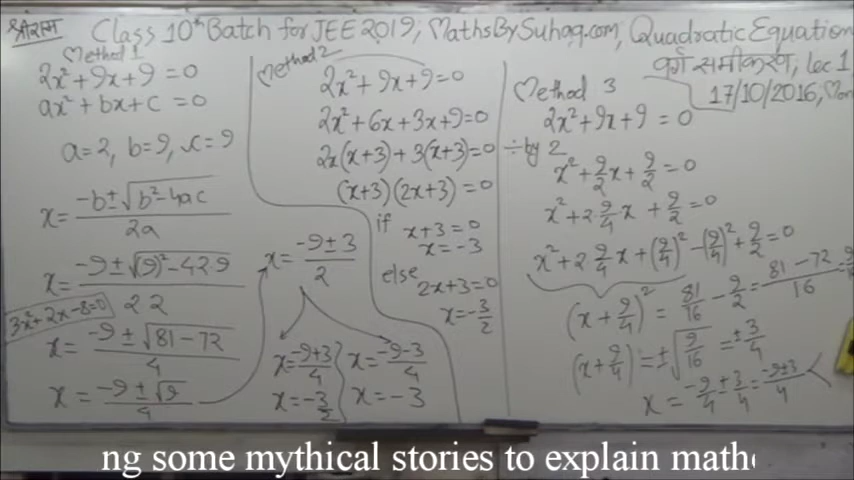 श्रीराम Class 10th Batch for JEE 2019, MathsBySuhag.com, Quadratic Equation
वर्ग समीकरण, Lec 1
17/10/2016, Mon
Method 1
2x² + 9x + 9 = 0
ax² + bx + c = 0
a=2, b=9, c=9
x = (-b ± √(b² - 4ac)) / 2a
x = (-9 ± √((9)² - 4·2·9)) / 2·2
3x² + 2x - 8 = 0
x = (-9 ± √(81 - 72)) / 4
x = (-9 ± √9) / 4
x = (-9 ± 3) / 2
x = (-9+3)/4
x = -3/2
x = (-9-3)/4
x = -3
Method 2
2x² + 9x + 9 = 0
2x² + 6x + 3x + 9 = 0
2x(x+3) + 3(x+3) = 0
(x+3)(2x+3) = 0
if x+3 = 0
x = -3
else 2x+3 = 0
x = -3/2
Method 3
2x² + 9x + 9 = 0
÷ by 2
x² + 9/2 x + 9/2 = 0
x² + 2·9/4 x + 9/2 = 0
x² + 2·9/4 x + (9/4)² - (9/4)² + 9/2 = 0
(x + 9/4)² = 81/16 - 9/2 = (81 - 72)/16 = 9
(x + 9/4) = ±√(9/16) = ± 3/4
x = -9/4 ± 3/4 = (-9±3)/4
ng some mythical stories to explain math